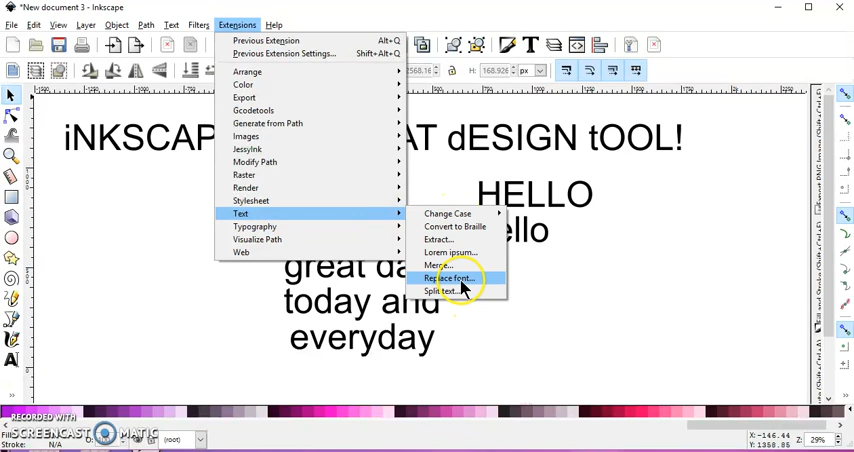 *New document 3 - Inkscape
File Edit View Layer Object Path Text Filters Extensions Help
Previous Extension Alt+Q
Previous Extension Settings... Shift+Alt+Q
H: 168.926 px
Arrange
Color
Export
Gcodetools
Generate from Path
Images
JessyInk
Modify Path
Raster
Render
Stylesheet
Text
Typography
Visualize Path
Web
Change Case
Convert to Braille
Extract...
Lorem ipsum...
Merge...
Replace font...
Split text...
iNKSCAP AT dESIGN tOOL!
HELLO
ello
great da
today and
everyday
RECORDED WITH
SCREENCAST MATIC
Stroke: N/A
O:
(root)
X: -146.44
Y: 1358.85
Z: 29%